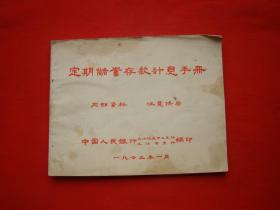 定期储蓄存款计息手册
内部资料　注意保存
中国人民银行 编印
一九七三年一月